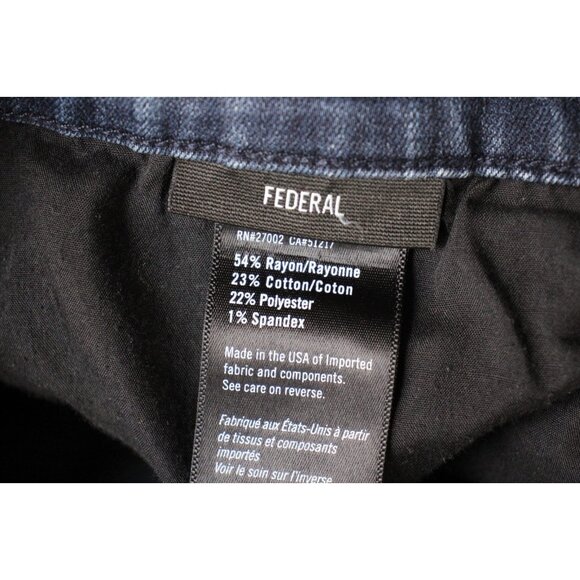 FEDERAL
RN#27002 CA#51217
54% Rayon/Rayonne
23% Cotton/Coton
22% Polyester
1% Spandex
Made in the USA of Imported
fabric and components.
See care on reverse.
Fabriqué aux États-Unis à partir
de tissus et composants
importés
Voir le soin sur l'inverse